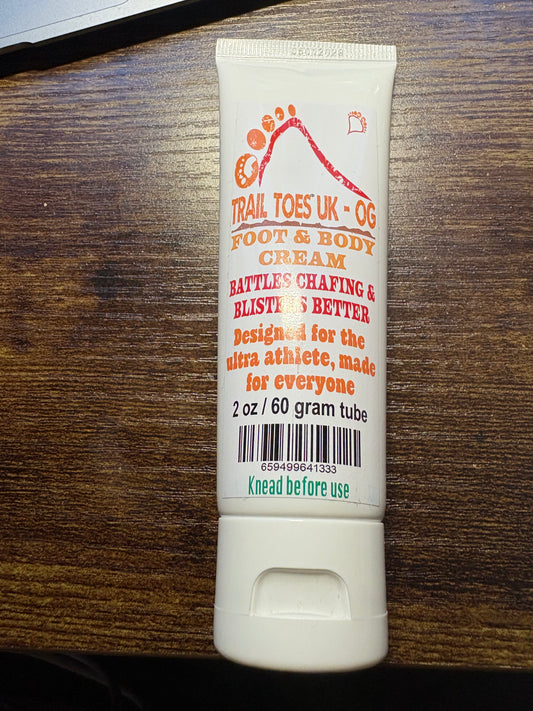 TRAIL TOES UK - OG
FOOT & BODY
CREAM
BATTLES CHAFING &
BLISTERS BETTER
Designed for the
ultra athlete, made
for everyone
2 oz / 60 gram tube
659499641333
Knead before use